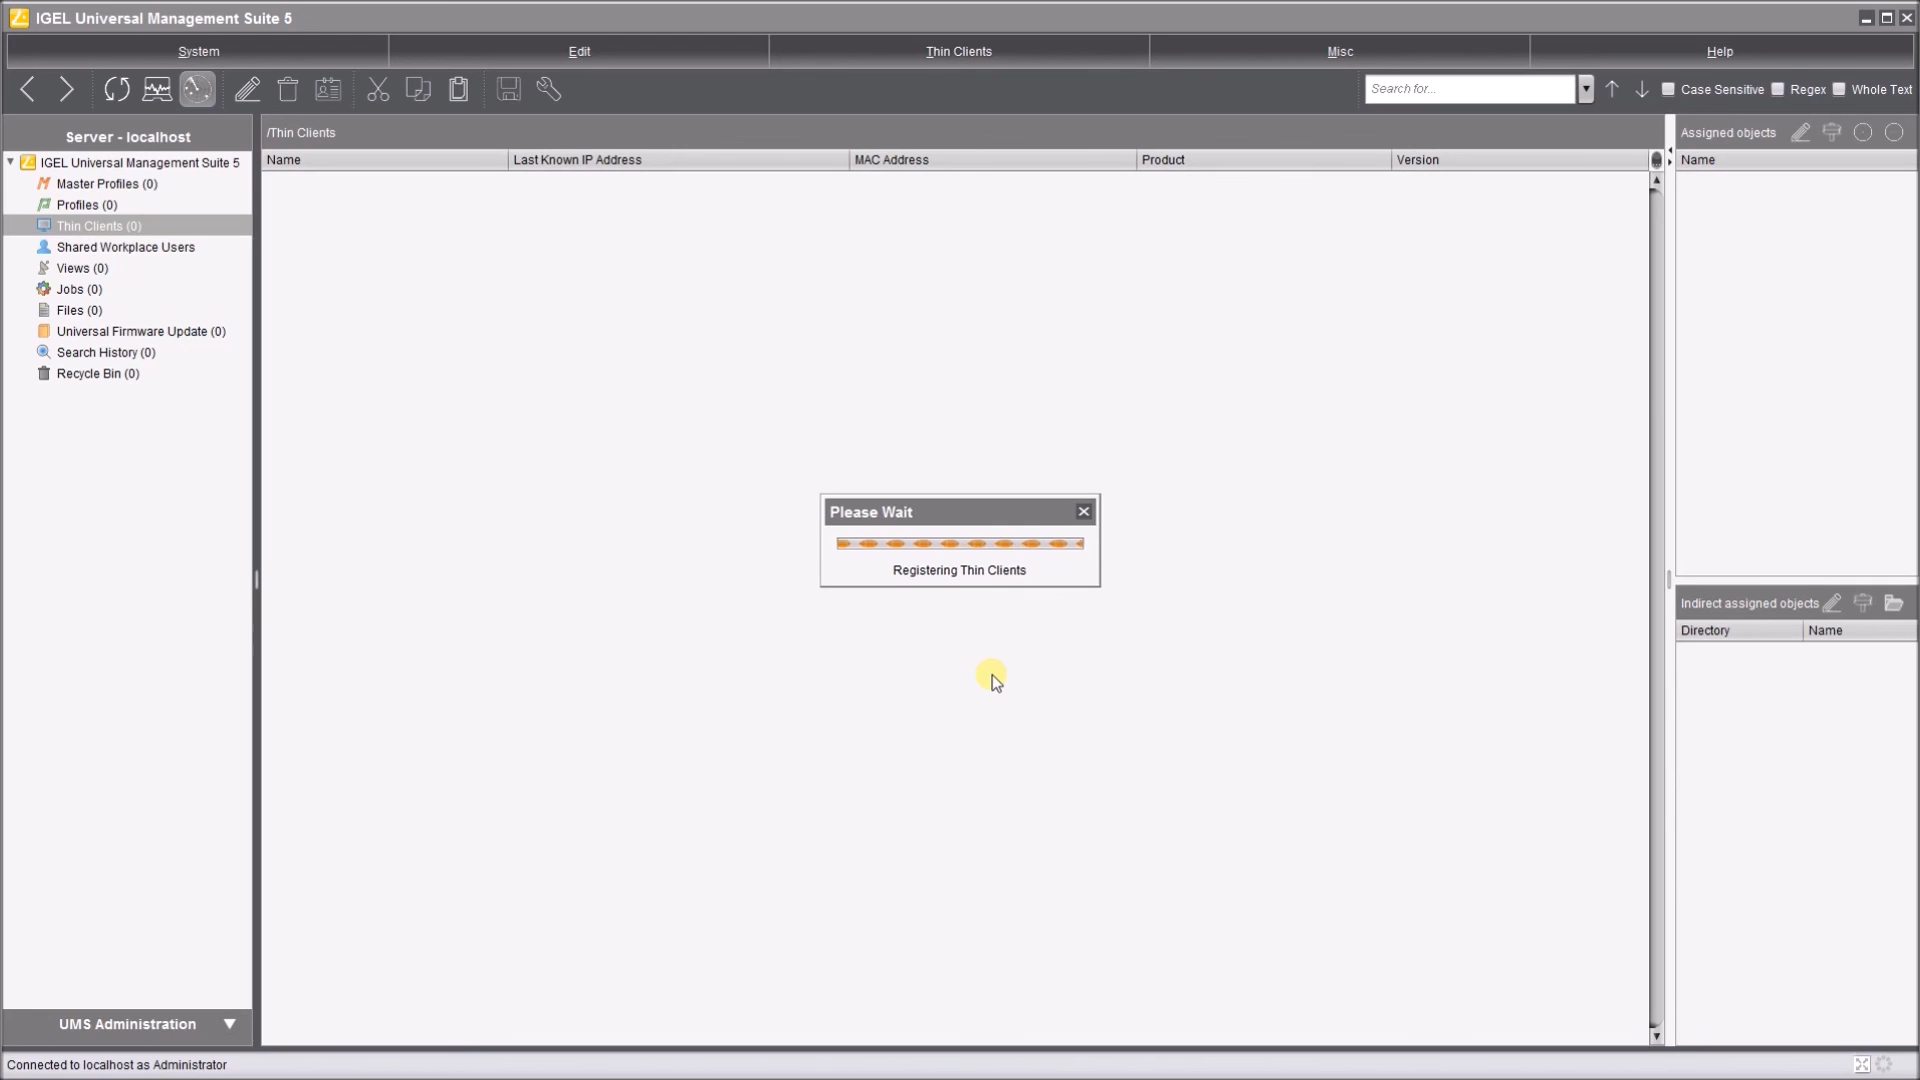 IGEL Universal Management Suite 5
System Edit Thin Clients Misc Help
Search for... Case Sensitive Regex Whole Text
Server - localhost
IGEL Universal Management Suite 5
Master Profiles (0)
Profiles (0)
Thin Clients (0)
Shared Workplace Users
Views (0)
Jobs (0)
Files (0)
Universal Firmware Update (0)
Search History (0)
Recycle Bin (0)
UMS Administration
/Thin Clients
Name Last Known IP Address MAC Address Product Version
Please Wait
Registering Thin Clients
Assigned objects
Name
Indirect assigned objects
Directory Name
Connected to localhost as Administrator